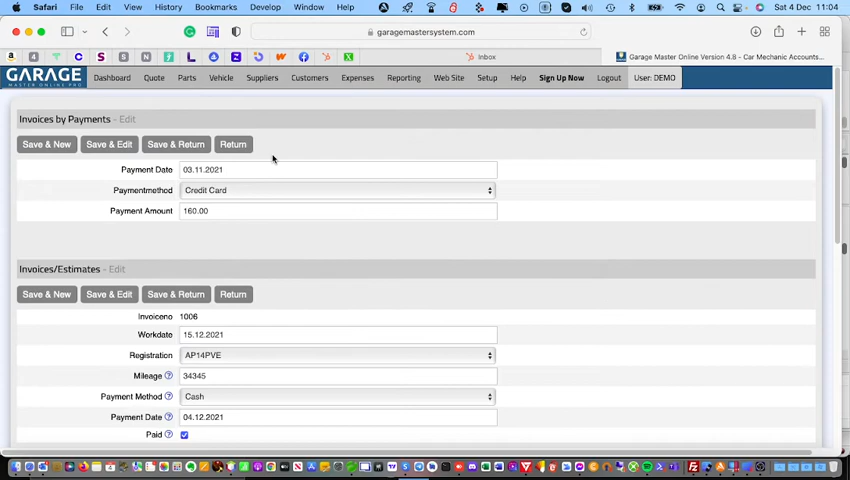 Safari File Edit View History Bookmarks Develop Window Help Sat 4 Dec 11:04
garagemastersystem.com
Inbox Garage Master Online Version 4.8 - Car Mechanic Accounts...
GARAGE
MASTER ONLINE PRO
Dashboard Quote Parts Vehicle Suppliers Customers Expenses Reporting Web Site Setup Help Sign Up Now Logout User: DEMO
Invoices by Payments - Edit
Save & New Save & Edit Save & Return Return
Payment Date 03.11.2021
Paymentmethod Credit Card
Payment Amount 160.00
Invoices/Estimates - Edit
Save & New Save & Edit Save & Return Return
Invoiceno 1006
Workdate 15.12.2021
Registration AP14PVE
Mileage ? 34345
Payment Method ? Cash
Payment Date ? 04.12.2021
Paid ?